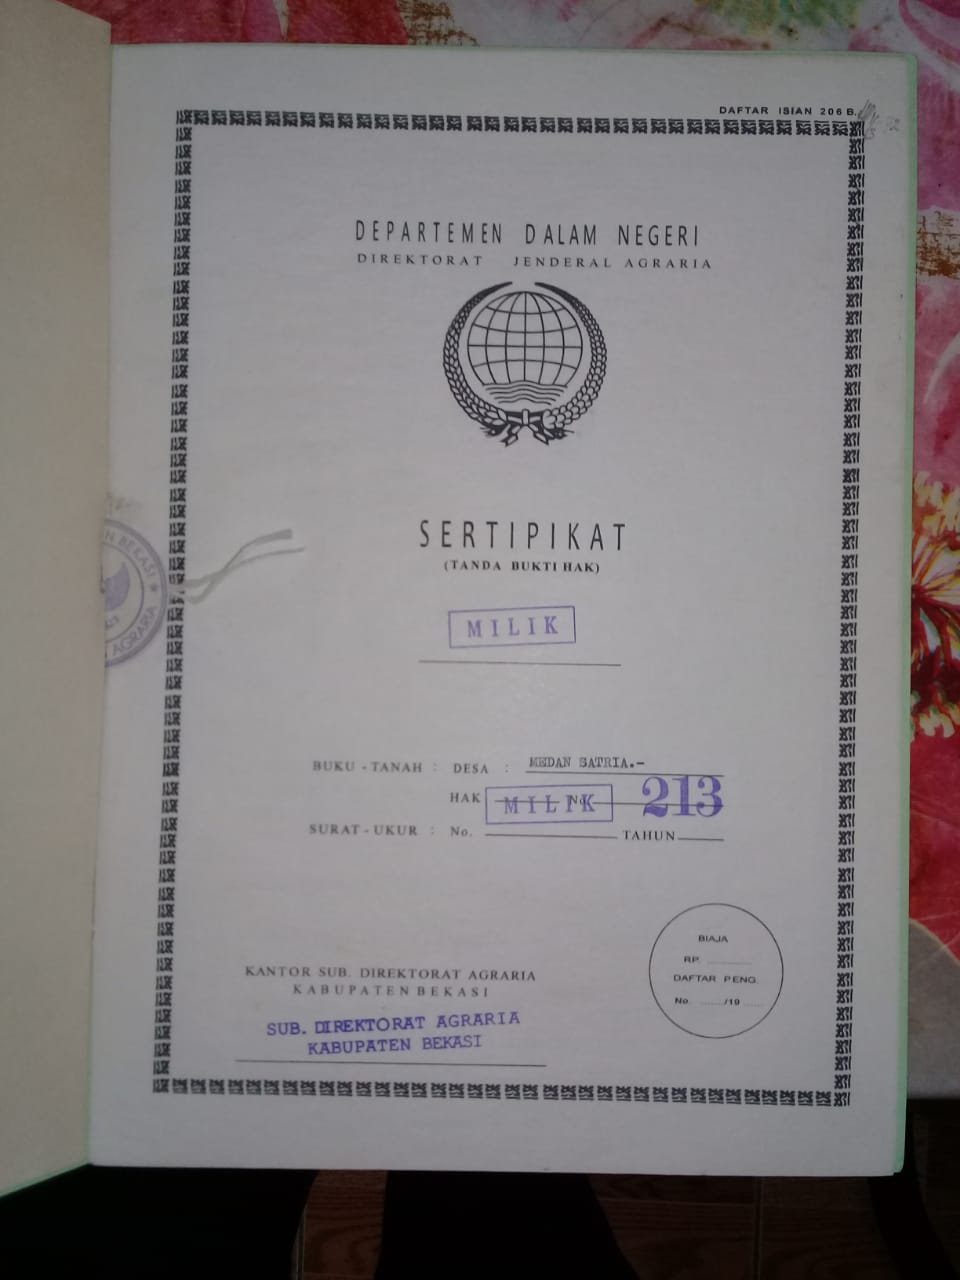 DAFTAR ISIAN 206 B.
DEPARTEMEN DALAM NEGERI
DIREKTORAT JENDERAL AGRARIA
SERTIPIKAT
(TANDA BUKTI HAK)
BEKASI
AGRARIA
MILIK
BUKU - TANAH : DESA : MEDAN SATRIA.-
HAK MILIK No. 213
SURAT - UKUR : No. TAHUN
BIAJA
RP. ............
DAFTAR PENG.
No. ....../19 ......
KANTOR SUB. DIREKTORAT AGRARIA
KABUPATEN BEKASI
SUB. DIREKTORAT AGRARIA
KABUPATEN BEKASI